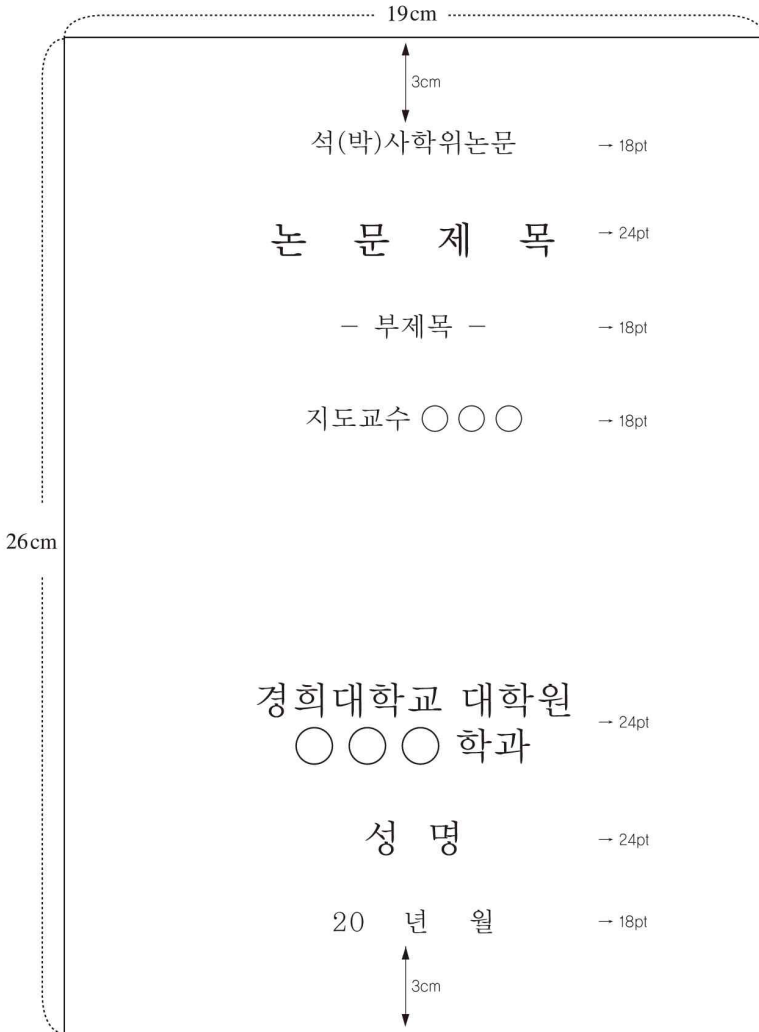 19cm
3cm
석(박)사학위논문 → 18pt
논 문 제 목 → 24pt
– 부제목 – → 18pt
지도교수 ○ ○ ○ → 18pt
26cm
경희대학교 대학원 → 24pt
○ ○ ○ 학과
성 명 → 24pt
20 년 월 → 18pt
3cm